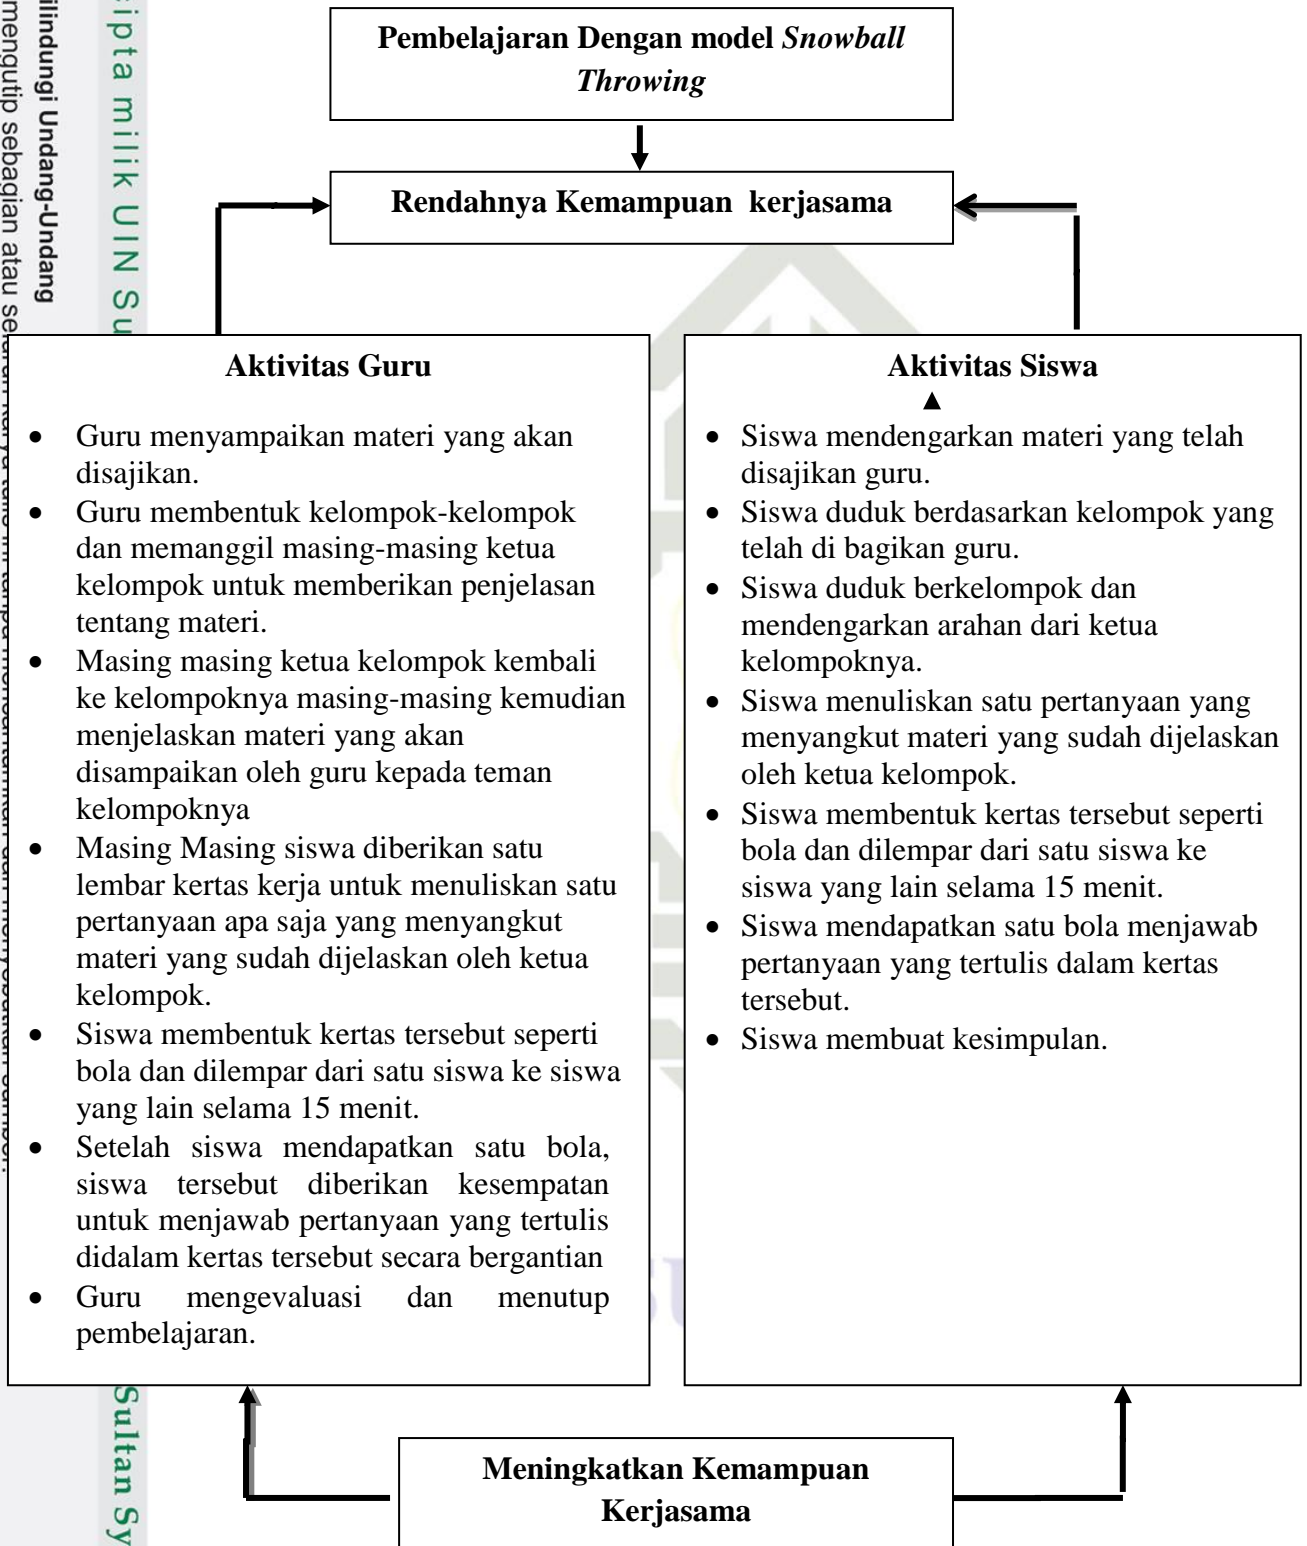 Pembelajaran Dengan model Snowball
Throwing
Rendahnya Kemampuan kerjasama
Aktivitas Guru
• Guru menyampaikan materi yang akan
disajikan.
• Guru membentuk kelompok-kelompok
dan memanggil masing-masing ketua
kelompok untuk memberikan penjelasan
tentang materi.
• Masing masing ketua kelompok kembali
ke kelompoknya masing-masing kemudian
menjelaskan materi yang akan
disampaikan oleh guru kepada teman
kelompoknya
• Masing Masing siswa diberikan satu
lembar kertas kerja untuk menuliskan satu
pertanyaan apa saja yang menyangkut
materi yang sudah dijelaskan oleh ketua
kelompok.
• Siswa membentuk kertas tersebut seperti
bola dan dilempar dari satu siswa ke siswa
yang lain selama 15 menit.
• Setelah siswa mendapatkan satu bola,
siswa tersebut diberikan kesempatan
untuk menjawab pertanyaan yang tertulis
didalam kertas tersebut secara bergantian
• Guru mengevaluasi dan menutup
pembelajaran.
Aktivitas Siswa
• Siswa mendengarkan materi yang telah
disajikan guru.
• Siswa duduk berdasarkan kelompok yang
telah di bagikan guru.
• Siswa duduk berkelompok dan
mendengarkan arahan dari ketua
kelompoknya.
• Siswa menuliskan satu pertanyaan yang
menyangkut materi yang sudah dijelaskan
oleh ketua kelompok.
• Siswa membentuk kertas tersebut seperti
bola dan dilempar dari satu siswa ke
siswa yang lain selama 15 menit.
• Siswa mendapatkan satu bola menjawab
pertanyaan yang tertulis dalam kertas
tersebut.
• Siswa membuat kesimpulan.
Meningkatkan Kemampuan
Kerjasama
milik UIN
Undang-Undang
mengutip sebagian atau
Sultan